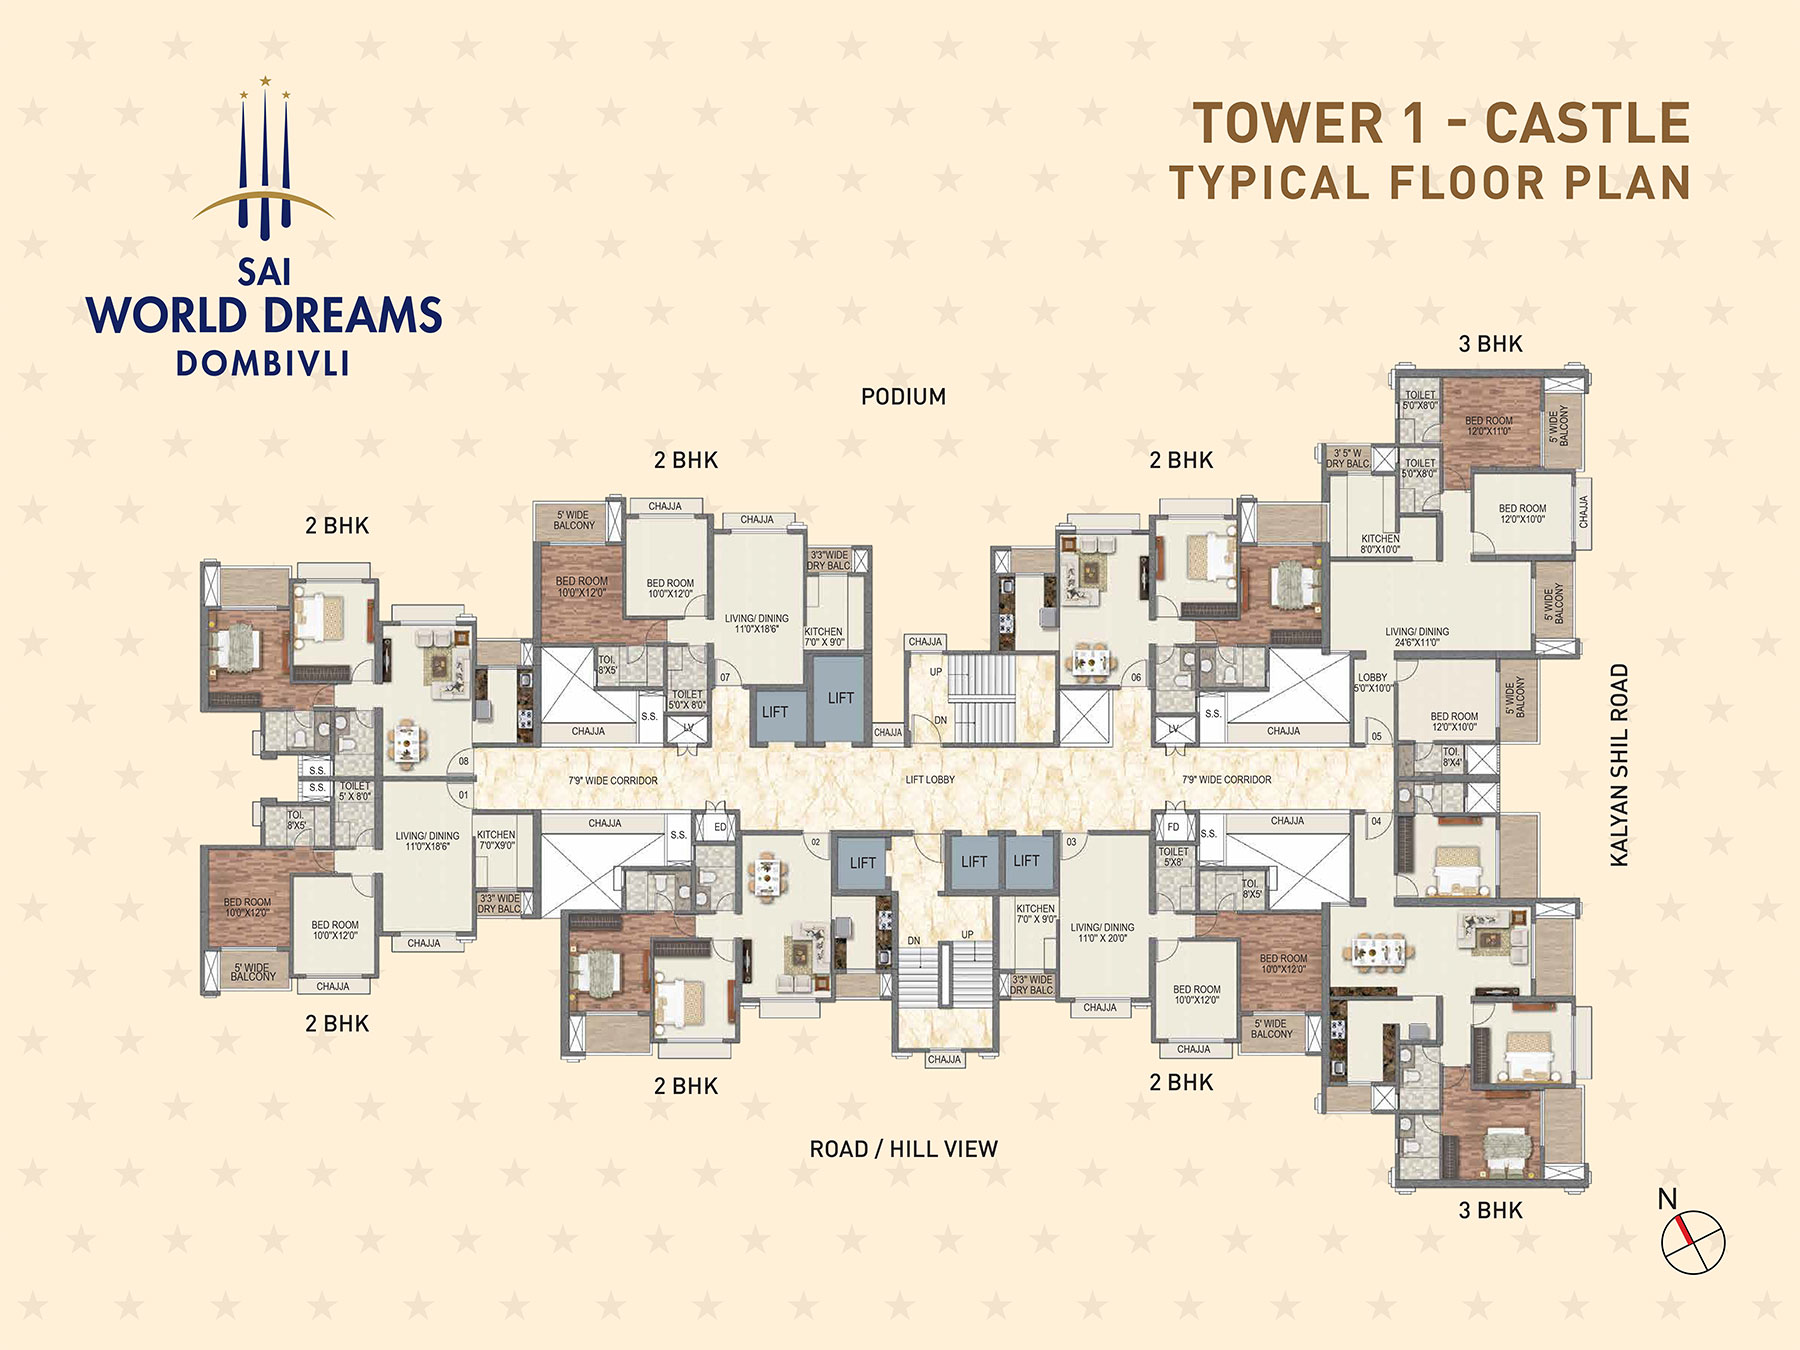 TOWER 1 - CASTLE
TYPICAL FLOOR PLAN
SAI
WORLD DREAMS
DOMBIVLI
PODIUM
3 BHK
2 BHK
2 BHK
2 BHK
TOILET
5'0"X8'0"
BED ROOM
12'0"X11'0"
5' WIDE
BALCONY
3' 5" W
DRY BALC.
TOILET
5'0"X8'0"
BED ROOM
12'0"X10'0"
CHAJJA
KITCHEN
8'0"X10'0"
5' WIDE
BALCONY
LIVING/ DINING
24'6"X11'0"
LOBBY
5'0"X10'0"
BED ROOM
12'0"X10'0"
5' WIDE
BALCONY
TOI.
8'X4'
05
CHAJJA
CHAJJA
5' WIDE
BALCONY
BED ROOM
10'0"X12'0"
BED ROOM
10'0"X12'0"
3'3"WIDE
DRY BALC.
LIVING/ DINING
11'0"X18'6"
KITCHEN
7'0" X 9'0"
TOI.
8'X5'
TOILET
5'0"X 8'0"
07
S.S.
LV
CHAJJA
LIFT
LIFT
CHAJJA
CHAJJA
UP
DN
06
LV
S.S.
CHAJJA
08
S.S.
S.S.
7'9" WIDE CORRIDOR
LIFT LOBBY
7'9" WIDE CORRIDOR
KALYAN SHIL ROAD
01
TOILET
5' X 8'0"
TOI.
8'X5'
LIVING/ DINING
11'0"X18'6"
KITCHEN
7'0"X9'0"
BED ROOM
10'0"X12'0"
BED ROOM
10'0"X12'0"
3'3" WIDE
DRY BALC.
CHAJJA
5' WIDE
BALCONY
CHAJJA
CHAJJA
S.S.
ED
02
LIFT
LIFT
LIFT
DN
UP
CHAJJA
03
FD
S.S.
CHAJJA
04
TOILET
5'X8'
TOI.
8'X5'
KITCHEN
7'0" X 9'0"
LIVING/ DINING
11'0" X 20'0"
3'3" WIDE
DRY BALC.
CHAJJA
BED ROOM
10'0"X12'0"
BED ROOM
10'0"X12'0"
5' WIDE
BALCONY
CHAJJA
2 BHK
2 BHK
2 BHK
3 BHK
ROAD / HILL VIEW
N